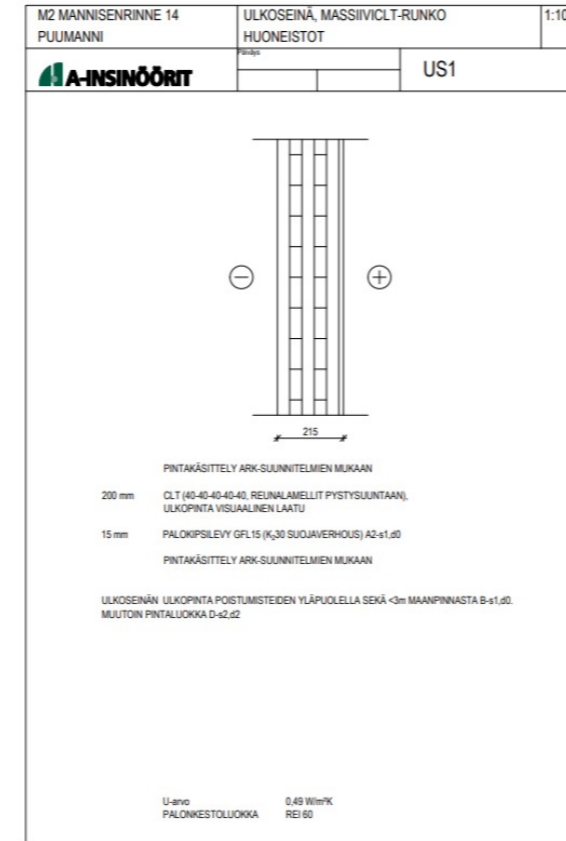 M2 MANNISENRINNE 14
PUUMANNI
ULKOSEINÄ, MASSIIVICLT-RUNKO
HUONEISTOT
1:10
A-INSINÖÖRIT
Päiväys
US1
215
PINTAKÄSITTELY ARK-SUUNNITELMIEN MUKAAN
200 mm CLT (40-40-40-40-40, REUNALAMELLIT PYSTYSUUNTAAN),
ULKOPINTA VISUAALINEN LAATU
15 mm PALOKIPSILEVY GFL15 (K₂30 SUOJAVERHOUS) A2-s1,d0
PINTAKÄSITTELY ARK-SUUNNITELMIEN MUKAAN
ULKOSEINÄN ULKOPINTA POISTUMISTEIDEN YLÄPUOLELLA SEKÄ <3m MAANPINNASTA B-s1,d0.
MUUTOIN PINTALUOKKA D-s2,d2
U-arvo 0,49 W/m²K
PALONKESTOLUOKKA REI 60